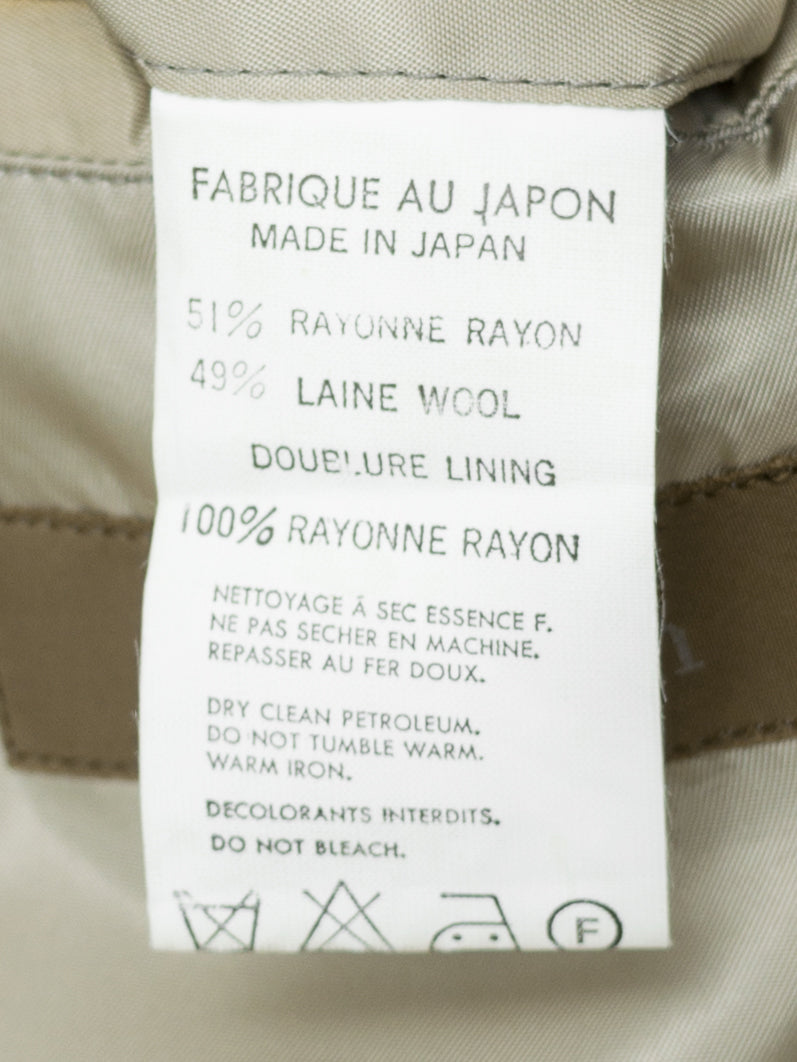 FABRIQUE AU JAPON
MADE IN JAPAN
51% RAYONNE RAYON
49% LAINE WOOL
DOUBLURE LINING
100% RAYONNE RAYON
NETTOYAGE Á SEC ESSENCE F.
NE PAS SECHER EN MACHINE.
REPASSER AU FER DOUX.
DRY CLEAN PETROLEUM.
DO NOT TUMBLE WARM.
WARM IRON.
DECOLORANTS INTERDITS.
DO NOT BLEACH.
F